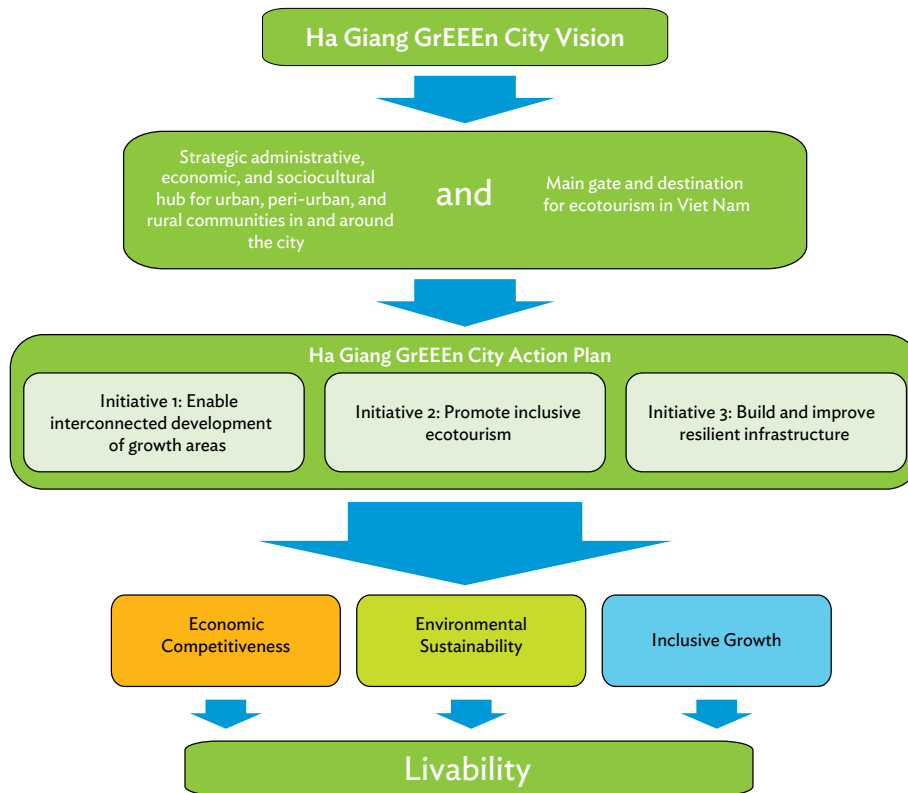 Ha Giang GrEEEn City Vision
Strategic administrative,
economic, and sociocultural
hub for urban, peri-urban, and
rural communities in and around
the city
and
Main gate and destination
for ecotourism in Viet Nam
Ha Giang GrEEEn City Action Plan
Initiative 1: Enable
interconnected development
of growth areas
Initiative 2: Promote inclusive
ecotourism
Initiative 3: Build and improve
resilient infrastructure
Economic
Competitiveness
Environmental
Sustainability
Inclusive Growth
Livability